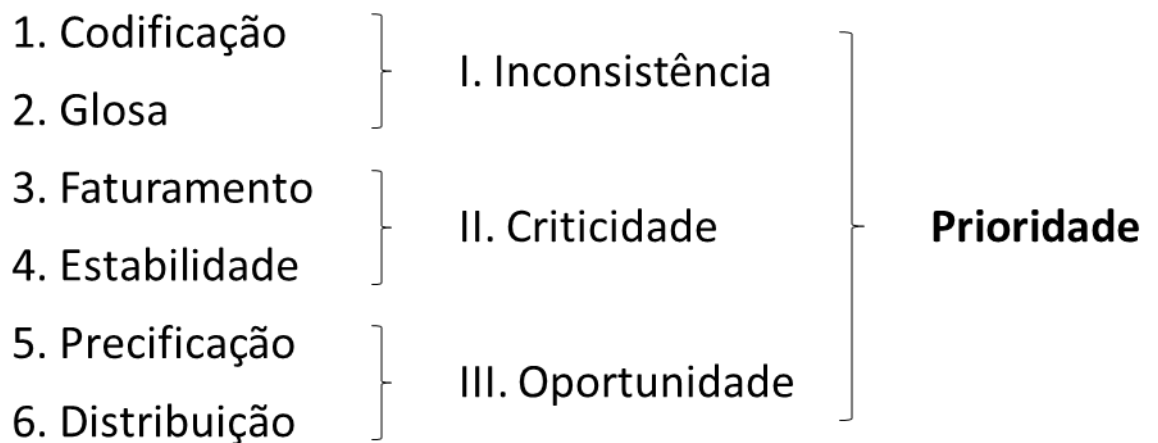 1. Codificação
2. Glosa
3. Faturamento
4. Estabilidade
5. Precificação
6. Distribuição
I. Inconsistência
II. Criticidade
III. Oportunidade
Prioridade